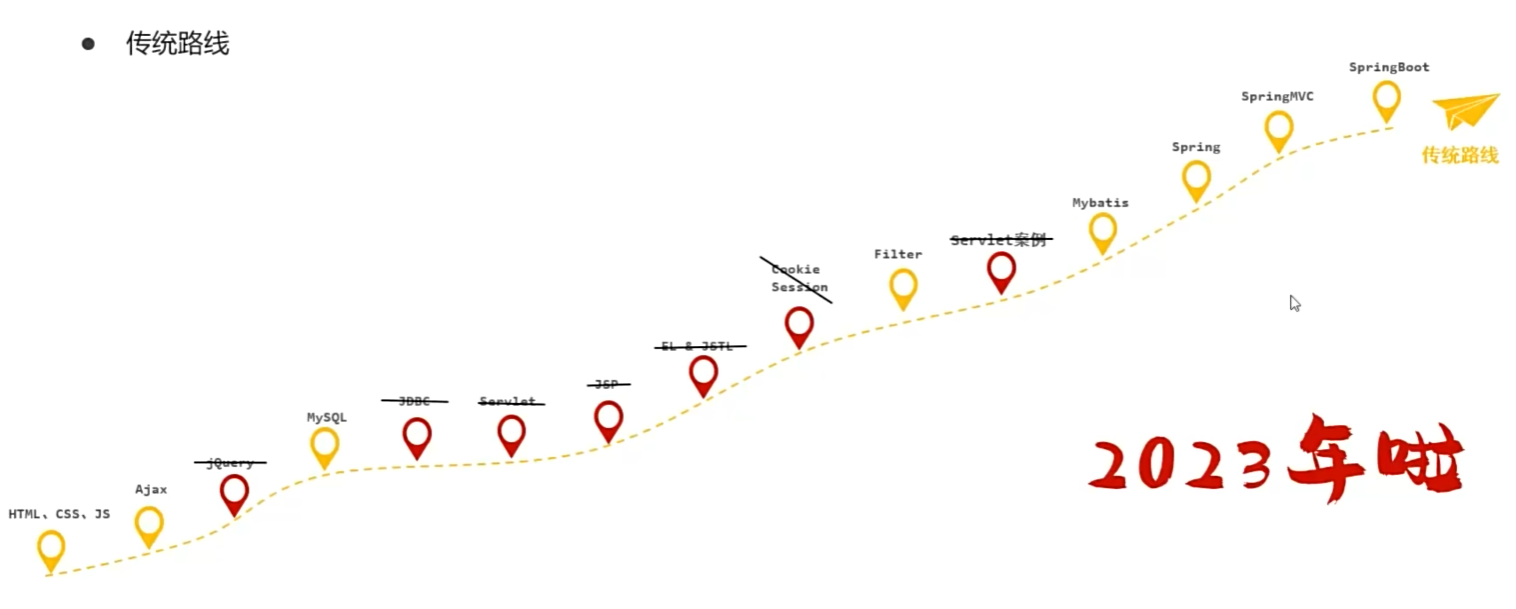 传统路线
HTML、CSS、JS
Ajax
jQuery
MySQL
JDBC
Servlet
JSP
EL & JSTL
Cookie
Session
Filter
Servlet案例
Mybatis
Spring
SpringMVC
SpringBoot
传统路线
2023年啦